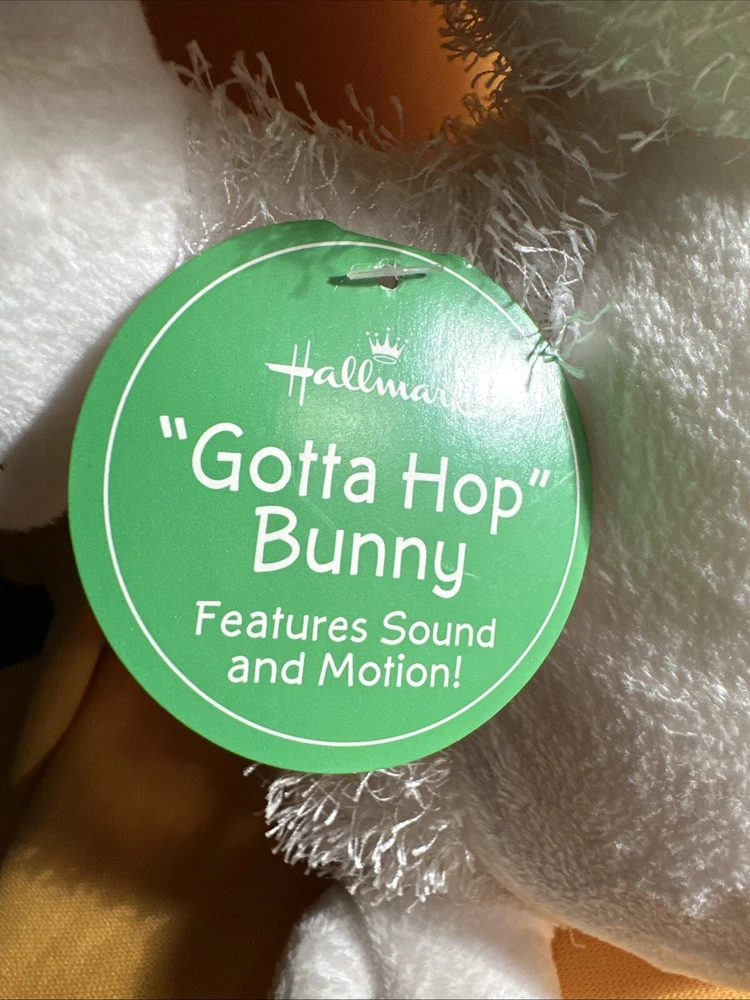 Hallmark
“Gotta Hop”
Bunny
Features Sound
and Motion!